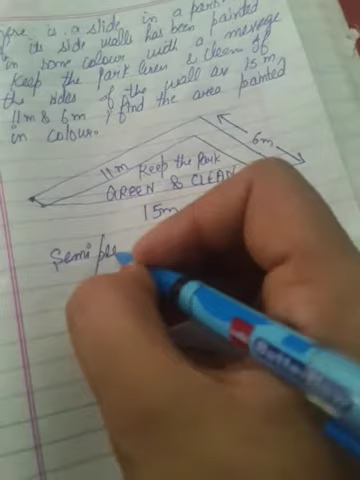 There is a slide in a park
its side walls has been painted
in some colour with a message
Keep the Park Green & Clean If
the sides of the wall are 15m,
11m & 6m, find the area painted
in colour.
11m
6m
Keep the Park
GREEN & CLEAN
15m
Semi